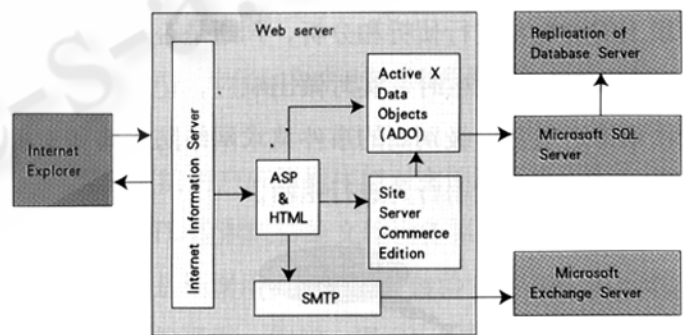 Web server
Internet
Explorer
Internet Information Server
ASP
&
HTML
Active X
Data
Objects
(ADO)
Site
Server
Commerce
Edition
SMTP
Replication of
Database Server
Microsoft SQL
Server
Microsoft
Exchange Server